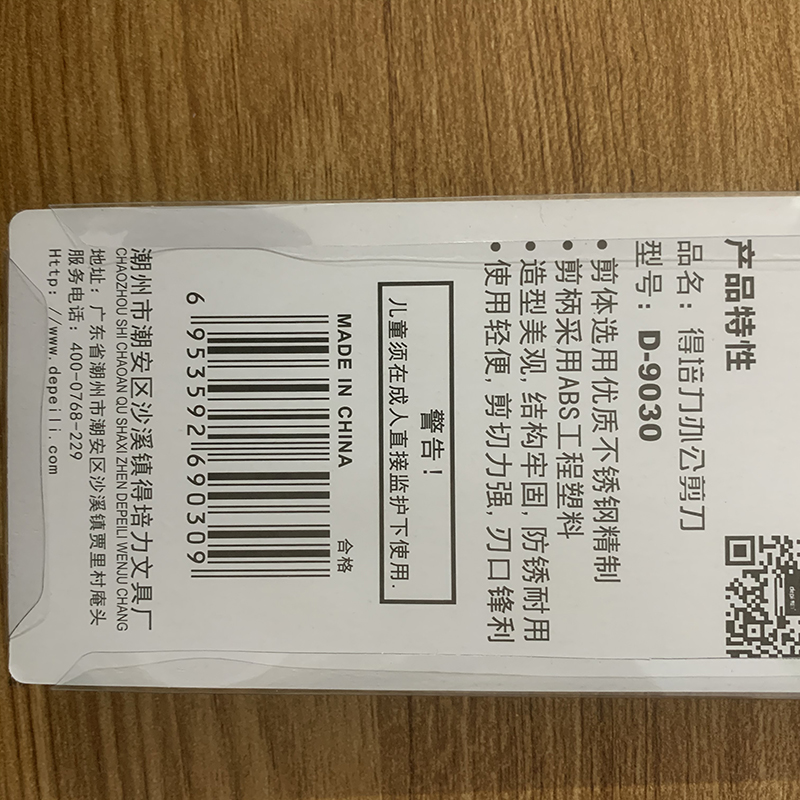 产品特性
品名：得培力办公剪刀
型号：D-9030
• 剪体选用优质不锈钢精制
• 剪柄采用ABS工程塑料
• 造型美观, 结构牢固, 防锈耐用
• 使用轻便, 剪切力强, 刃口锋利
警告！
儿童须在成人直接监护下使用.
MADE IN CHINA
合格
6 953592 690309
潮州市潮安区沙溪镇得培力文具厂
CHAOZHOU SHI CHAOAN QU SHAXI ZHEN DEPEILI WENJU CHANG
地址：广东省潮州市潮安区沙溪镇贾里村庵头
服务电话：400-0768-229
Http: //www.depeili.com